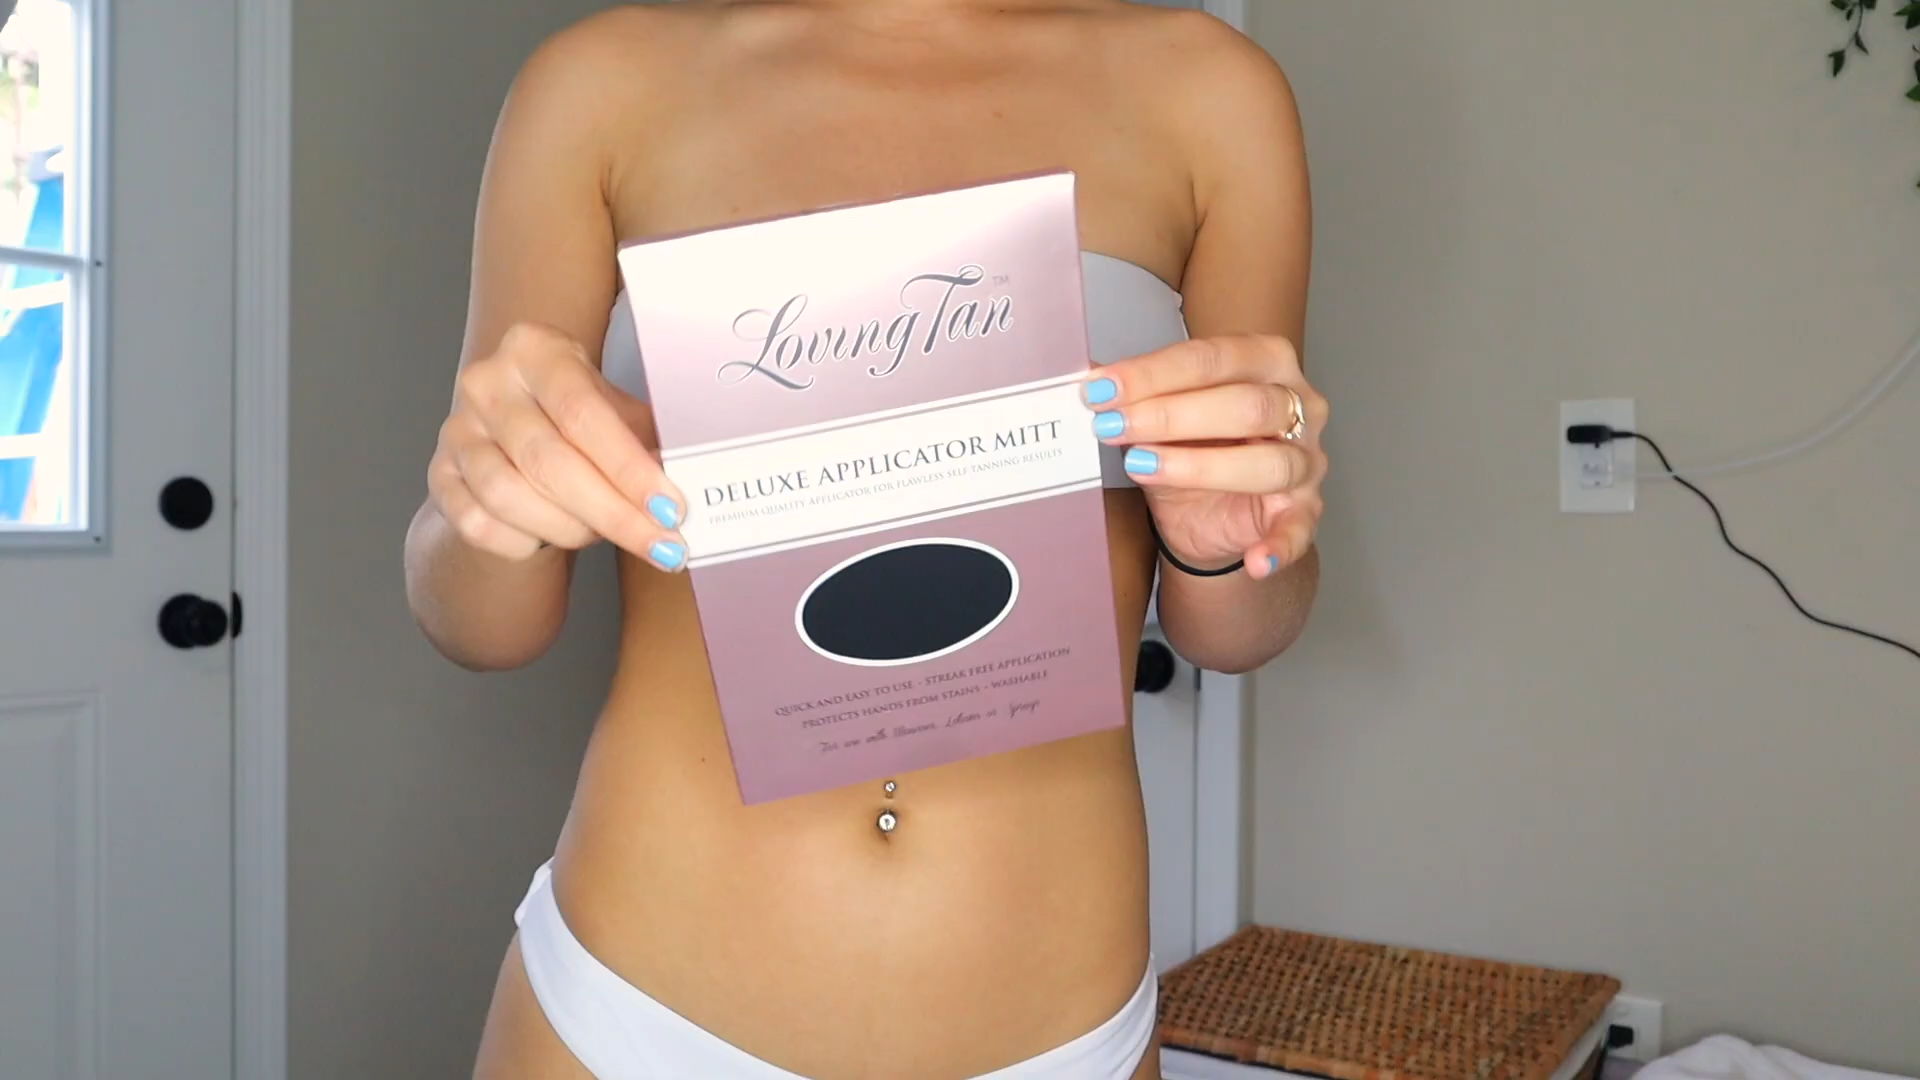 Loving Tan™
DELUXE APPLICATOR MITT
PREMIUM QUALITY APPLICATOR FOR FLAWLESS SELF TANNING RESULTS
QUICK AND EASY TO USE - STREAK FREE APPLICATION
PROTECTS HANDS FROM STAINS - WASHABLE
For use with Mousses, Lotions or Sprays